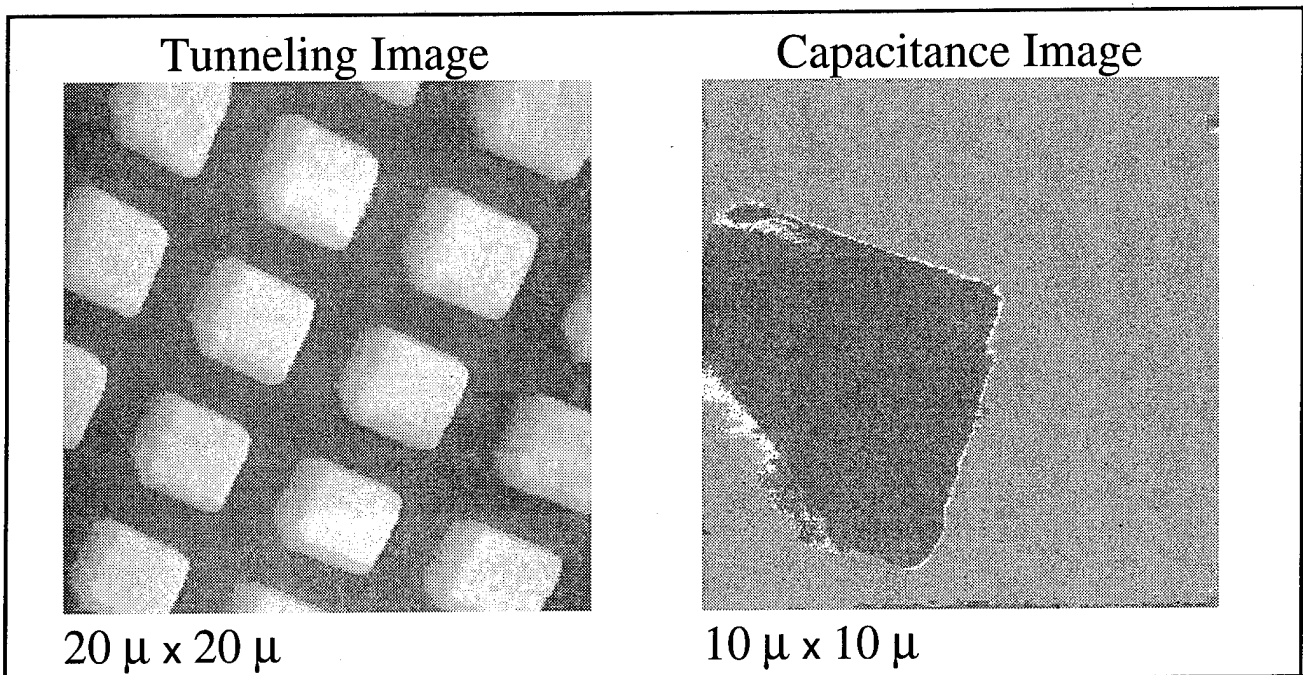 Tunneling Image
Capacitance Image
20 μ x 20 μ
10 μ x 10 μ